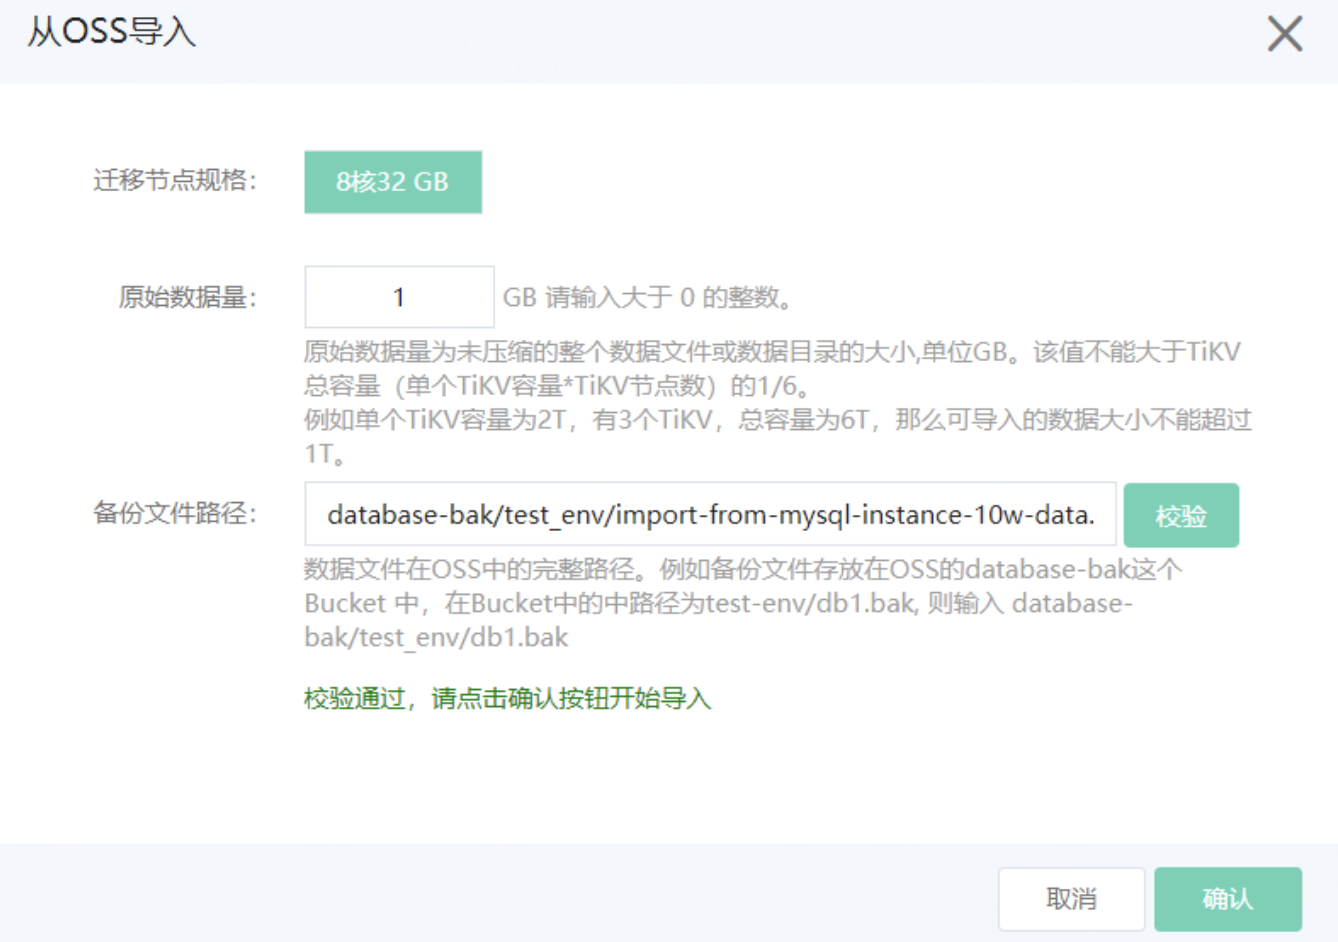 从OSS导入
迁移节点规格：
8核32 GB
原始数据量：
1
GB 请输入大于 0 的整数。
原始数据量为未压缩的整个数据文件或数据目录的大小,单位GB。该值不能大于TiKV
总容量（单个TiKV容量*TiKV节点数）的1/6。
例如单个TiKV容量为2T，有3个TiKV，总容量为6T，那么可导入的数据大小不能超过
1T。
备份文件路径：
database-bak/test_env/import-from-mysql-instance-10w-data.
校验
数据文件在OSS中的完整路径。例如备份文件存放在OSS的database-bak这个
Bucket 中，在Bucket中的中路径为test-env/db1.bak, 则输入 database-
bak/test_env/db1.bak
校验通过，请点击确认按钮开始导入
取消
确认